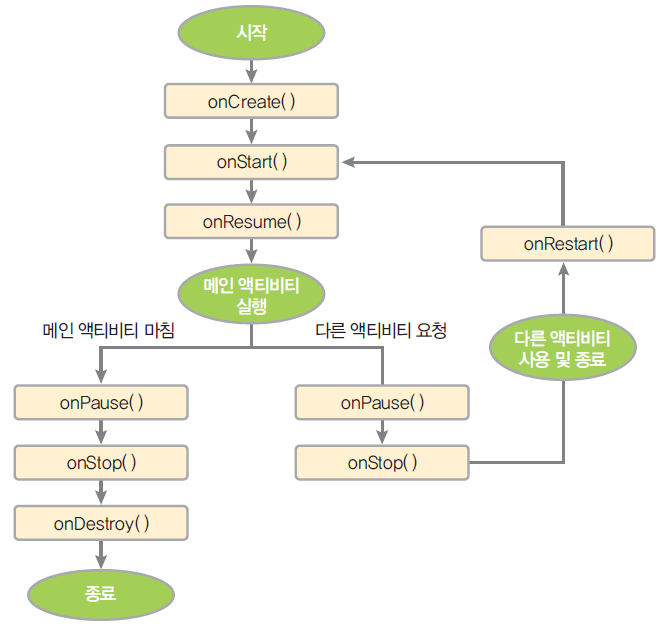 시작
onCreate( )
onStart( )
onResume( )
onRestart( )
메인 액티비티
실행
메인 액티비티 마침
다른 액티비티 요청
다른 액티비티
사용 및 종료
onPause( )
onPause( )
onStop( )
onStop( )
onDestroy( )
종료